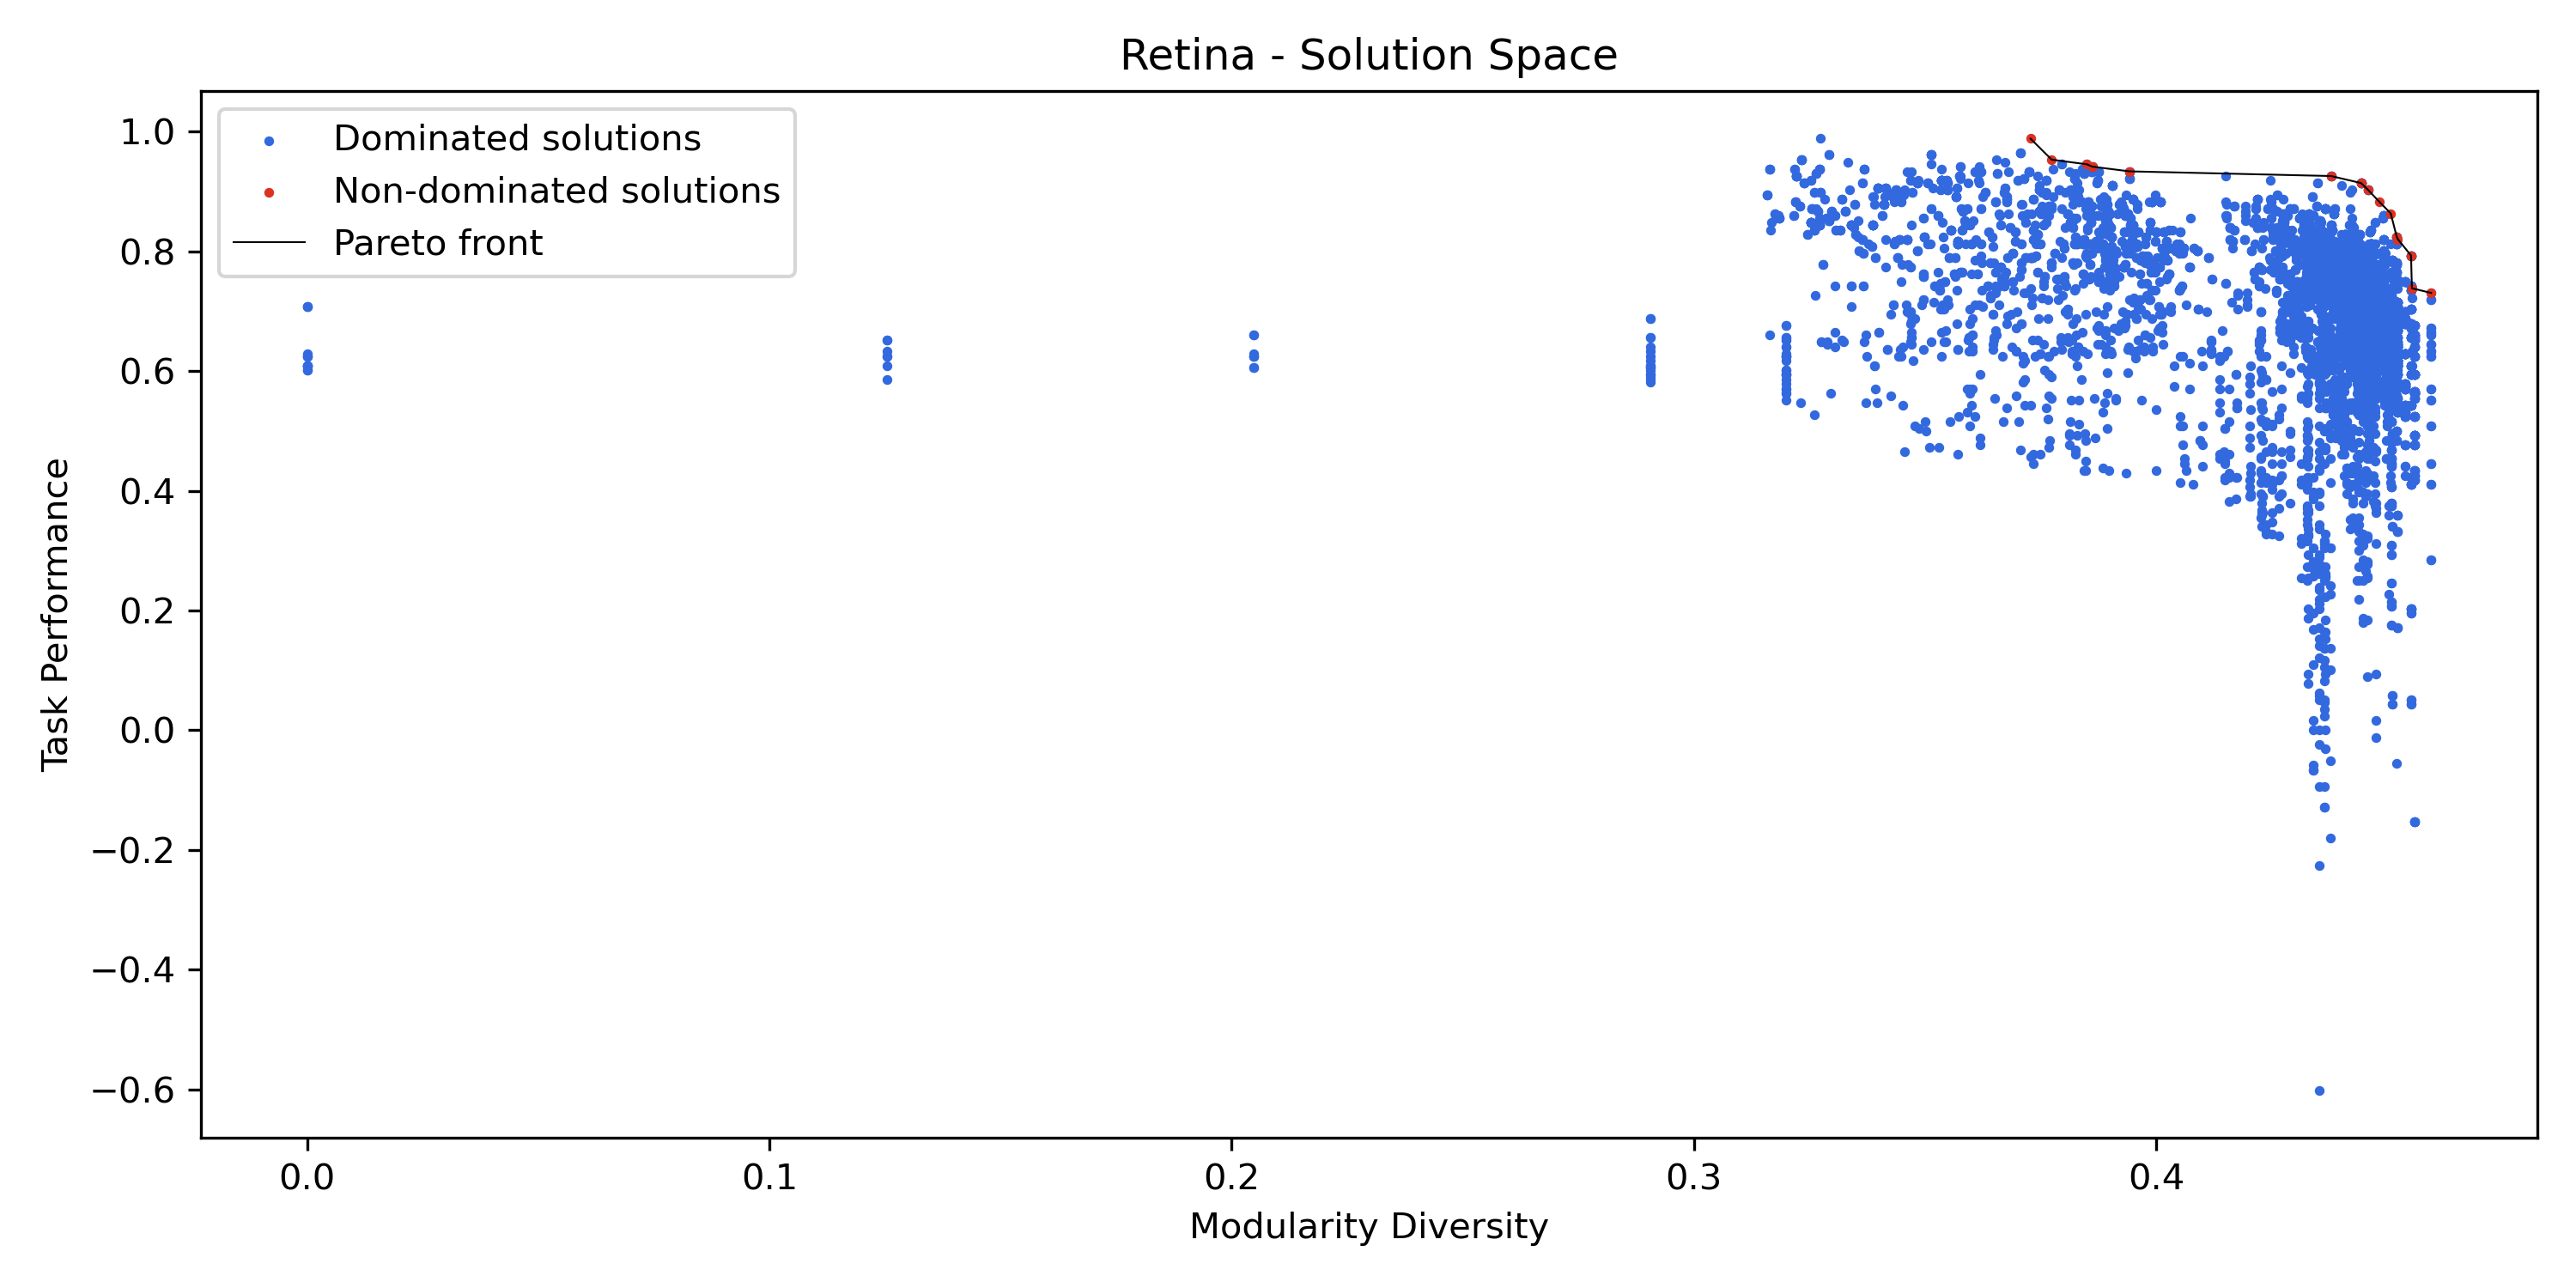 Retina - Solution Space
Dominated solutions
Non-dominated solutions
Pareto front
1.0
0.8
0.6
0.4
0.2
0.0
−0.2
−0.4
−0.6
Task Performance
0.0 0.1 0.2 0.3 0.4
Modularity Diversity